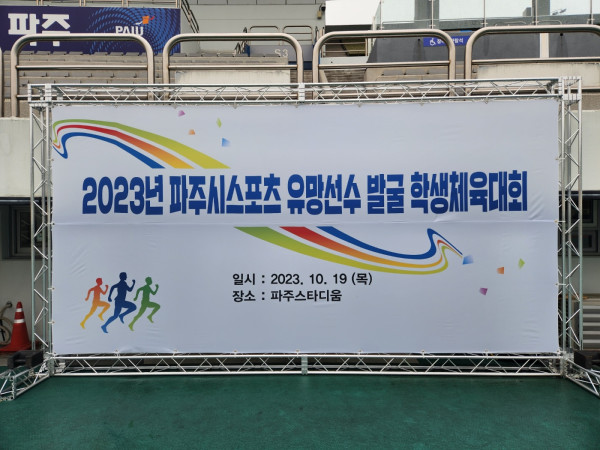 파주 PAJU
S3
2023년 파주시스포츠 유망선수 발굴 학생체육대회
일시 : 2023. 10. 19 (목)
장소 : 파주스타디움